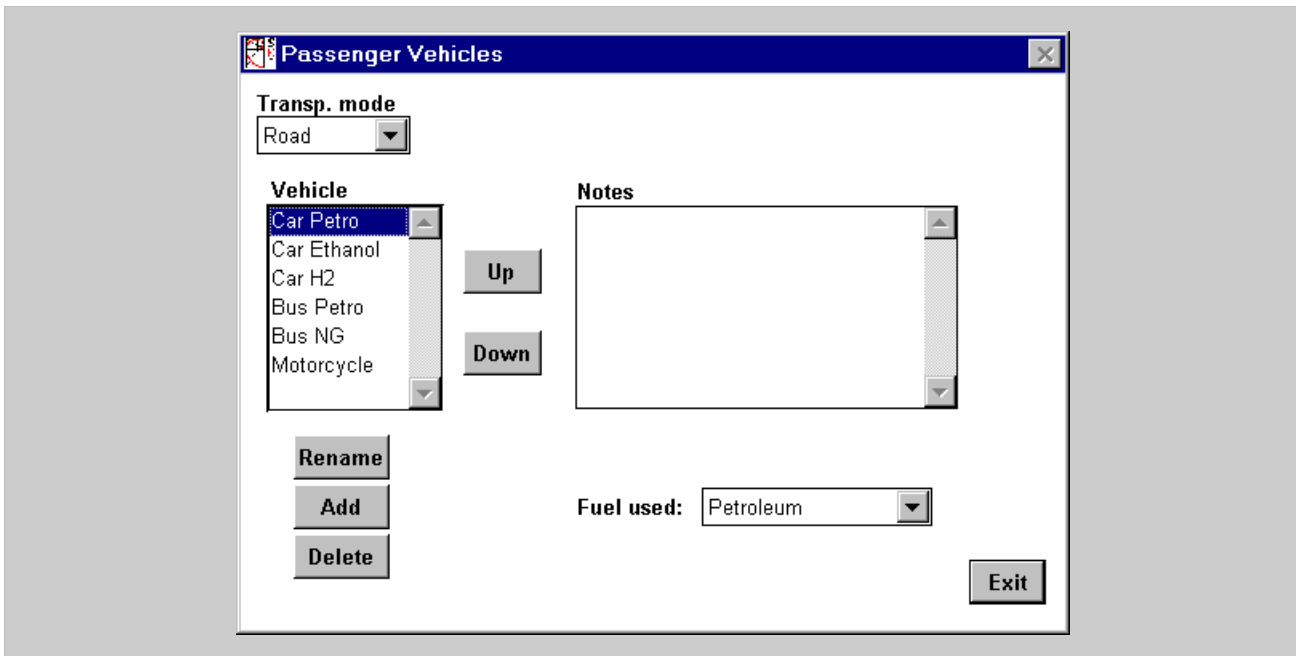 Passenger Vehicles
Transp. mode
Road
Vehicle
Car Petro
Car Ethanol
Car H2
Bus Petro
Bus NG
Motorcycle
Up
Down
Notes
Rename
Add
Delete
Fuel used: Petroleum
Exit